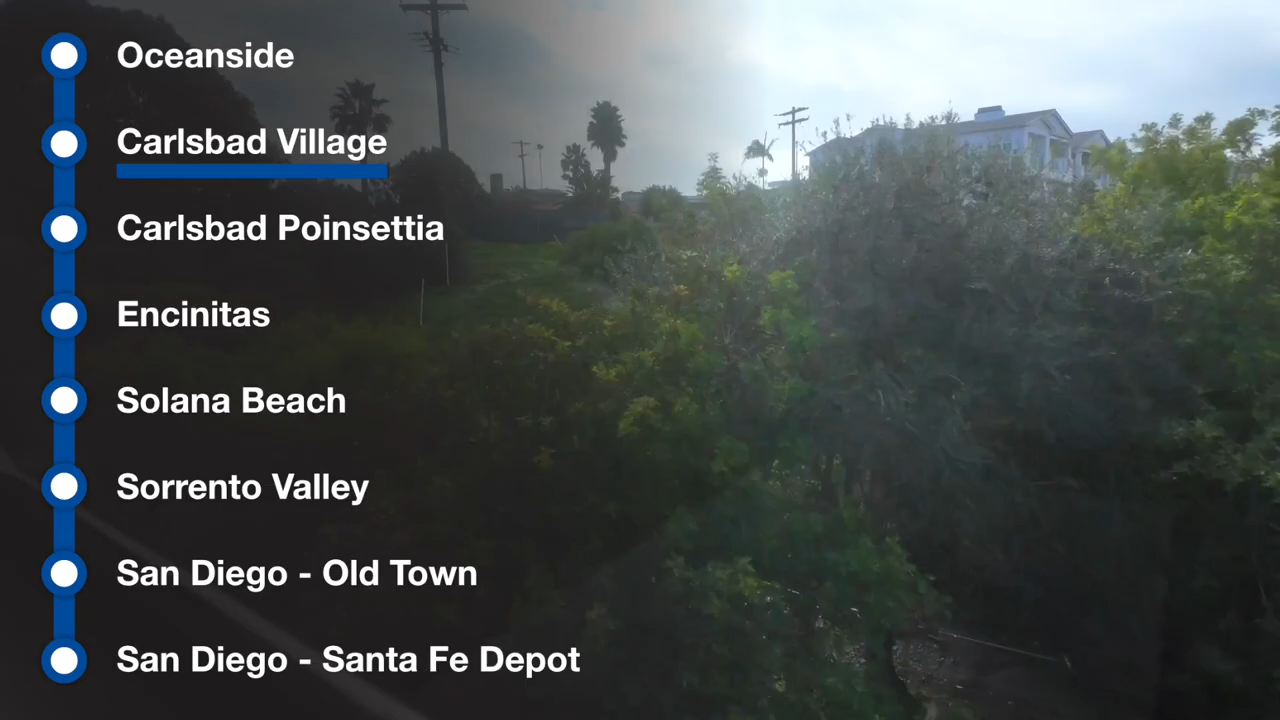 Oceanside
Carlsbad Village
Carlsbad Poinsettia
Encinitas
Solana Beach
Sorrento Valley
San Diego - Old Town
San Diego - Santa Fe Depot